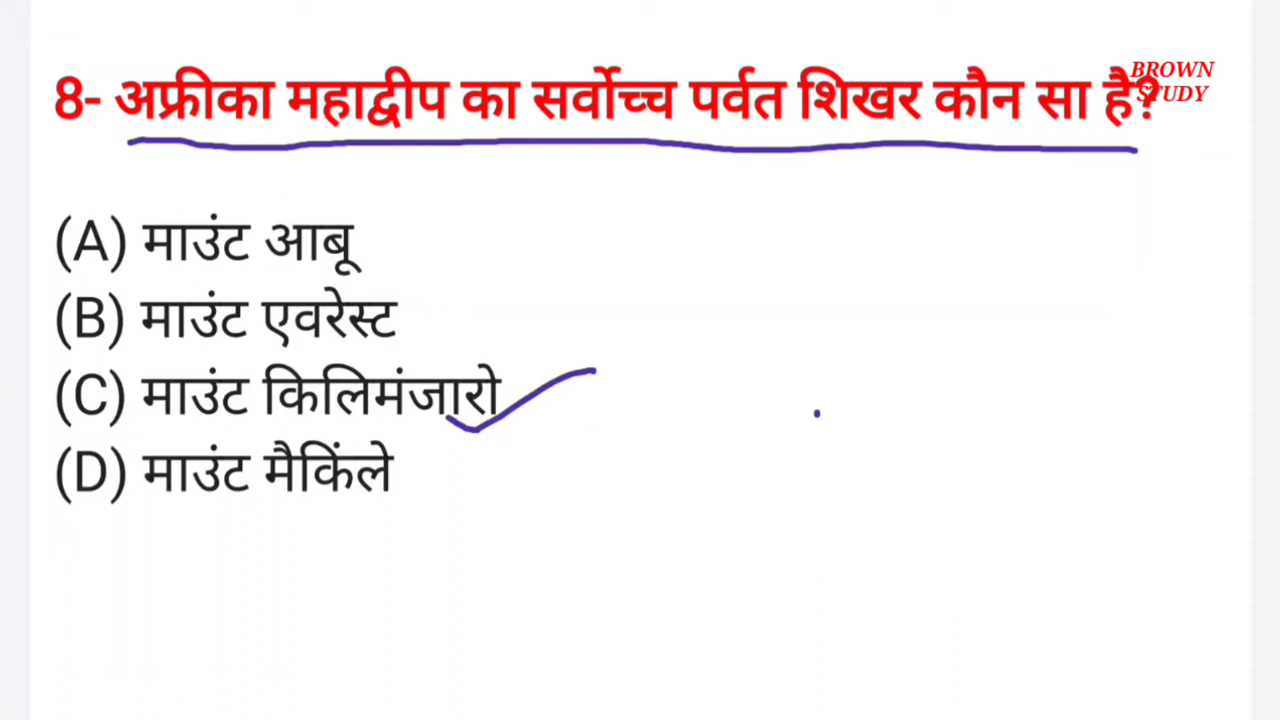 8- अफ्रीका महाद्वीप का सर्वोच्च पर्वत शिखर कौन सा है?
BROWN
STUDY
(A) माउंट आबू
(B) माउंट एवरेस्ट
(C) माउंट किलिमंजारो
(D) माउंट मैकिंले